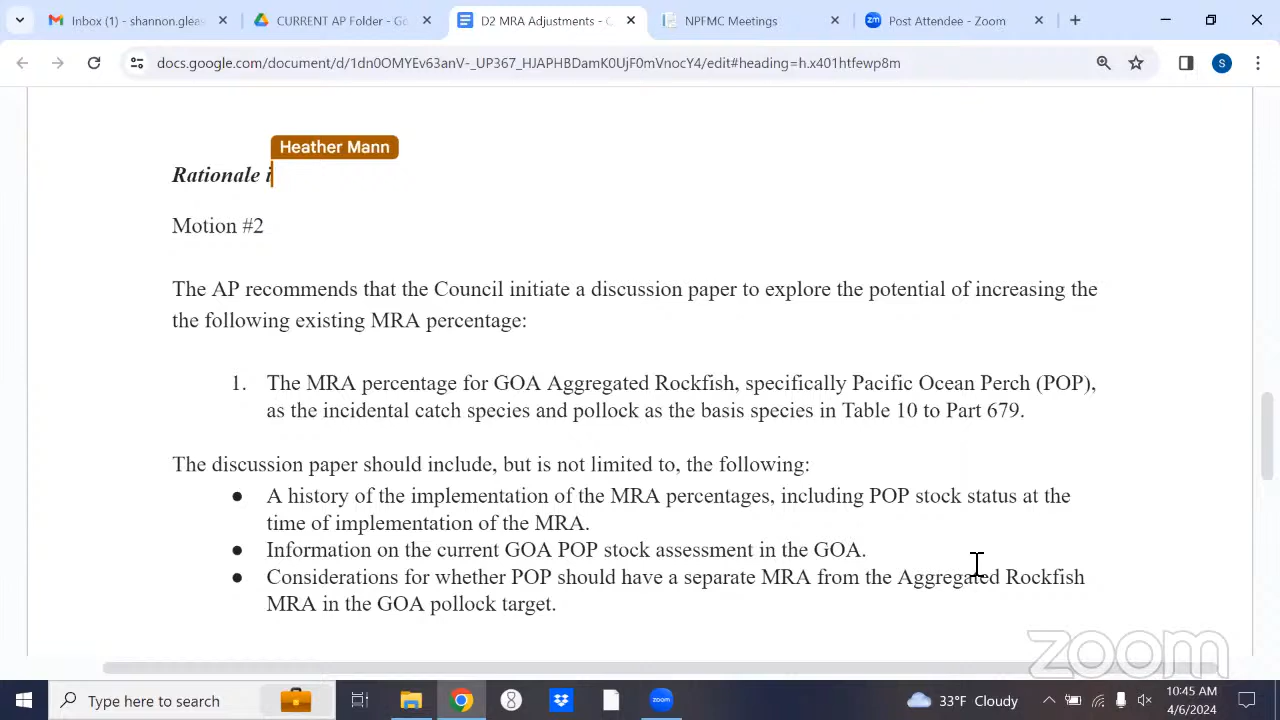 Inbox (1) - shannon.glea
CURRENT AP Folder - Go
D2 MRA Adjustments - G
NPFMC Meetings
Post Attendee - Zoom
docs.google.com/document/d/1dn0OMYEv63anV-_UP367_HJAPHBDamK0UjF0mVnocY4/edit#heading=h.x401htfewp8m
S
Heather Mann
Rationale i
Motion #2
The AP recommends that the Council initiate a discussion paper to explore the potential of increasing the
the following existing MRA percentage:
1. The MRA percentage for GOA Aggregated Rockfish, specifically Pacific Ocean Perch (POP),
as the incidental catch species and pollock as the basis species in Table 10 to Part 679.
The discussion paper should include, but is not limited to, the following:
● A history of the implementation of the MRA percentages, including POP stock status at the
time of implementation of the MRA.
● Information on the current GOA POP stock assessment in the GOA.
● Considerations for whether POP should have a separate MRA from the Aggregated Rockfish
MRA in the GOA pollock target.
zoom
Type here to search
zoom
33°F Cloudy
10:45 AM
4/6/2024